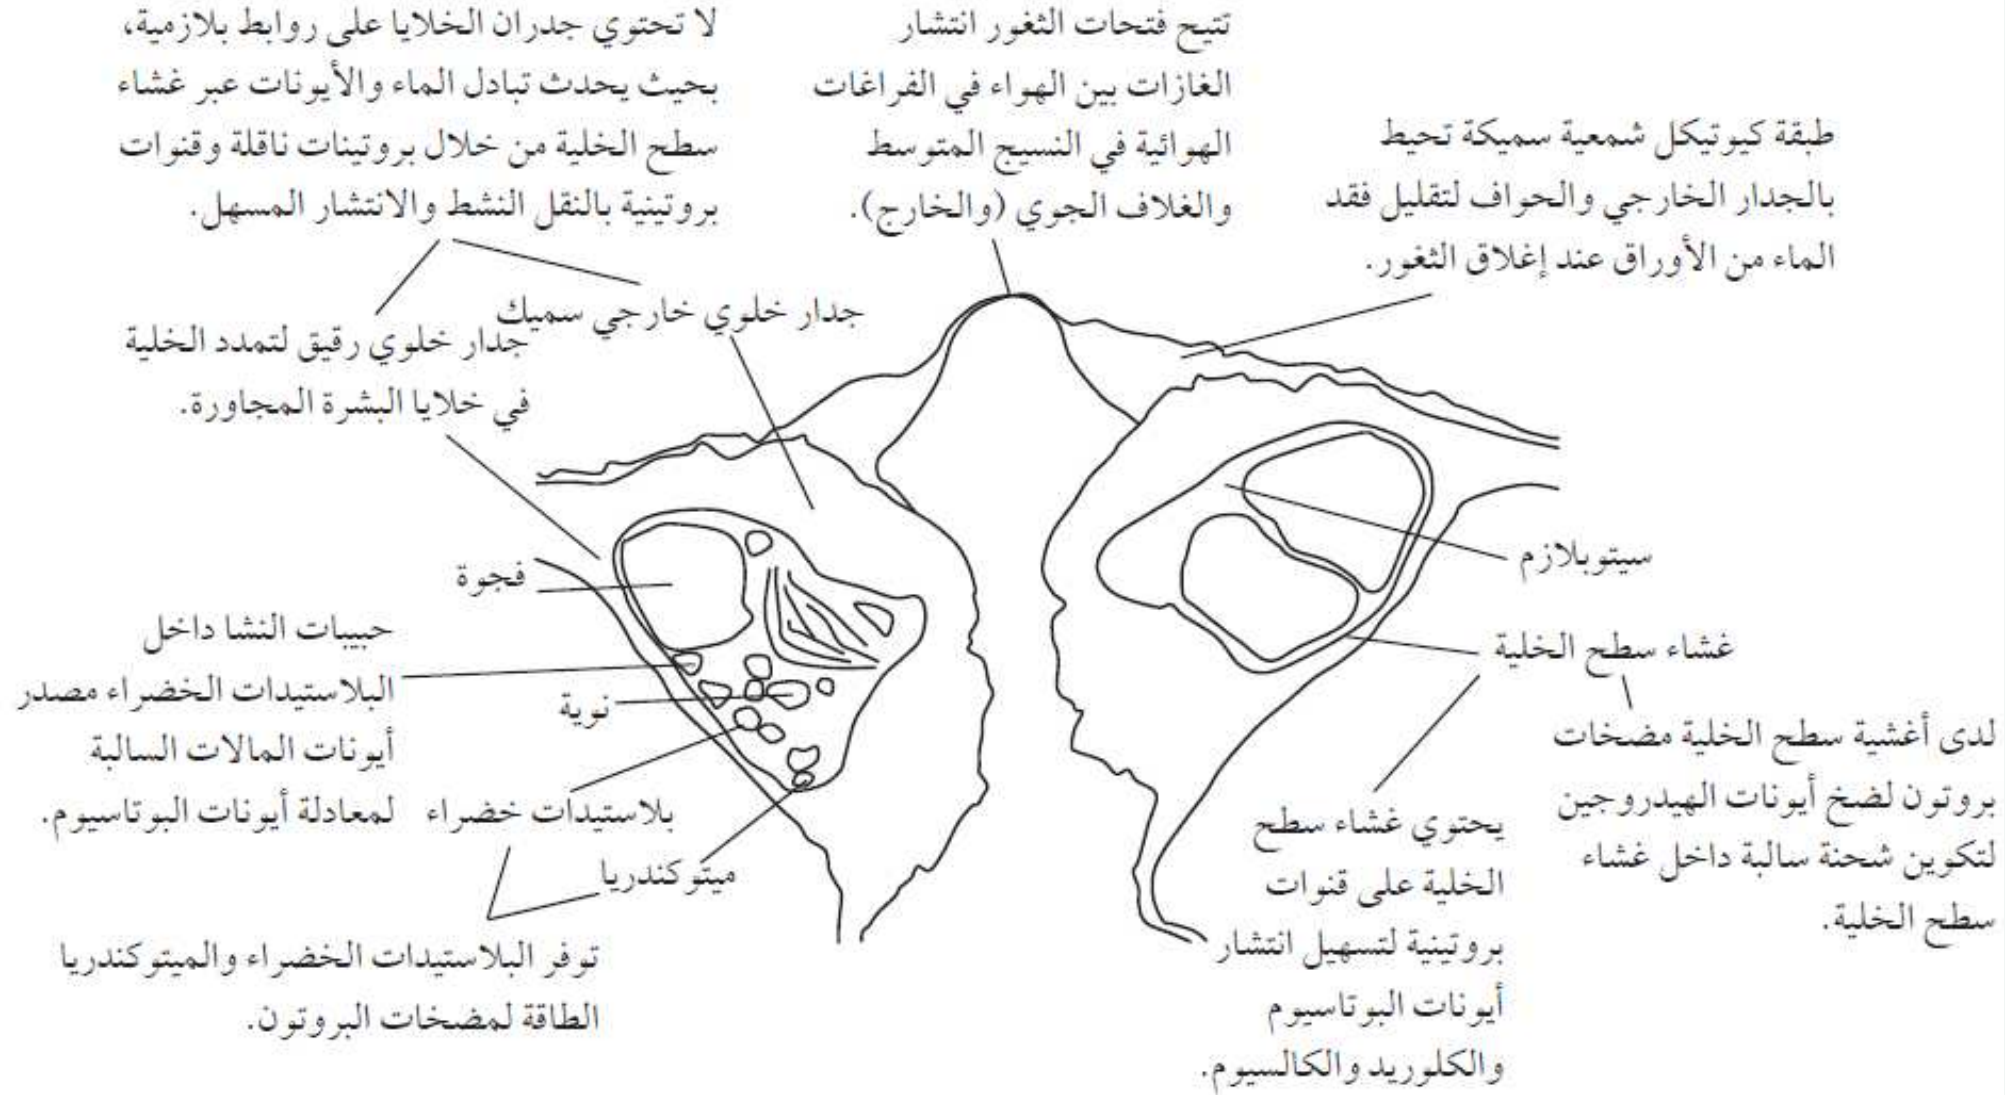 لا تحتوي جدران الخلايا على روابط بلازمية،
بحيث يحدث تبادل الماء والأيونات عبر غشاء
سطح الخلية من خلال بروتينات ناقلة وقنوات
بروتينية بالنقل النشط والانتشار المسهل.
تتيح فتحات الثغور انتشار
الغازات بين الهواء في الفراغات
الهوائية في النسيج المتوسط
والغلاف الجوي (والخارج).
طبقة كيوتيكل شمعية سميكة تحيط
بالجدار الخارجي والحواف لتقليل فقد
الماء من الأوراق عند إغلاق الثغور.
جدار خلوي خارجي سميك
جدار خلوي رقيق لتمدد الخلية
في خلايا البشرة المجاورة.
فجوة
حبيبات النشا داخل
البلاستيدات الخضراء مصدر
أيونات المالات السالبة
لمعادلة أيونات البوتاسيوم.
نوية
بلاستيدات خضراء
ميتوكندريا
توفر البلاستيدات الخضراء والميتوكندريا
الطاقة لمضخات البروتون.
سيتوبلازم
غشاء سطح الخلية
لدى أغشية سطح الخلية مضخات
بروتون لضخ أيونات الهيدروجين
لتكوين شحنة سالبة داخل غشاء
سطح الخلية.
يحتوي غشاء سطح
الخلية على قنوات
بروتينية لتسهيل انتشار
أيونات البوتاسيوم
والكلوريد والكالسيوم.